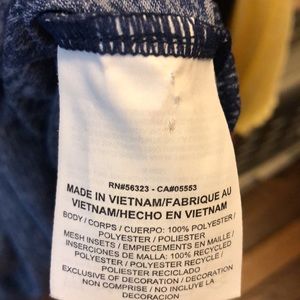 RN#56323 - CA#05553
MADE IN VIETNAM/FABRIQUE AU
VIETNAM/HECHO EN VIETNAM
BODY / CORPS / CUERPO: 100% POLYESTER /
POLYESTER / POLIESTER
MESH INSETS / EMPIECEMENTS EN MAILLE /
INSERCIONES DE MALLA: 100% RECYCLED
POLYESTER / POLYESTER RECYCLÉ /
POLIESTER RECICLADO
EXCLUSIVE OF DECORATION / DECORATION
NON COMPRISE / NO INCLUYE LA
DECORACION